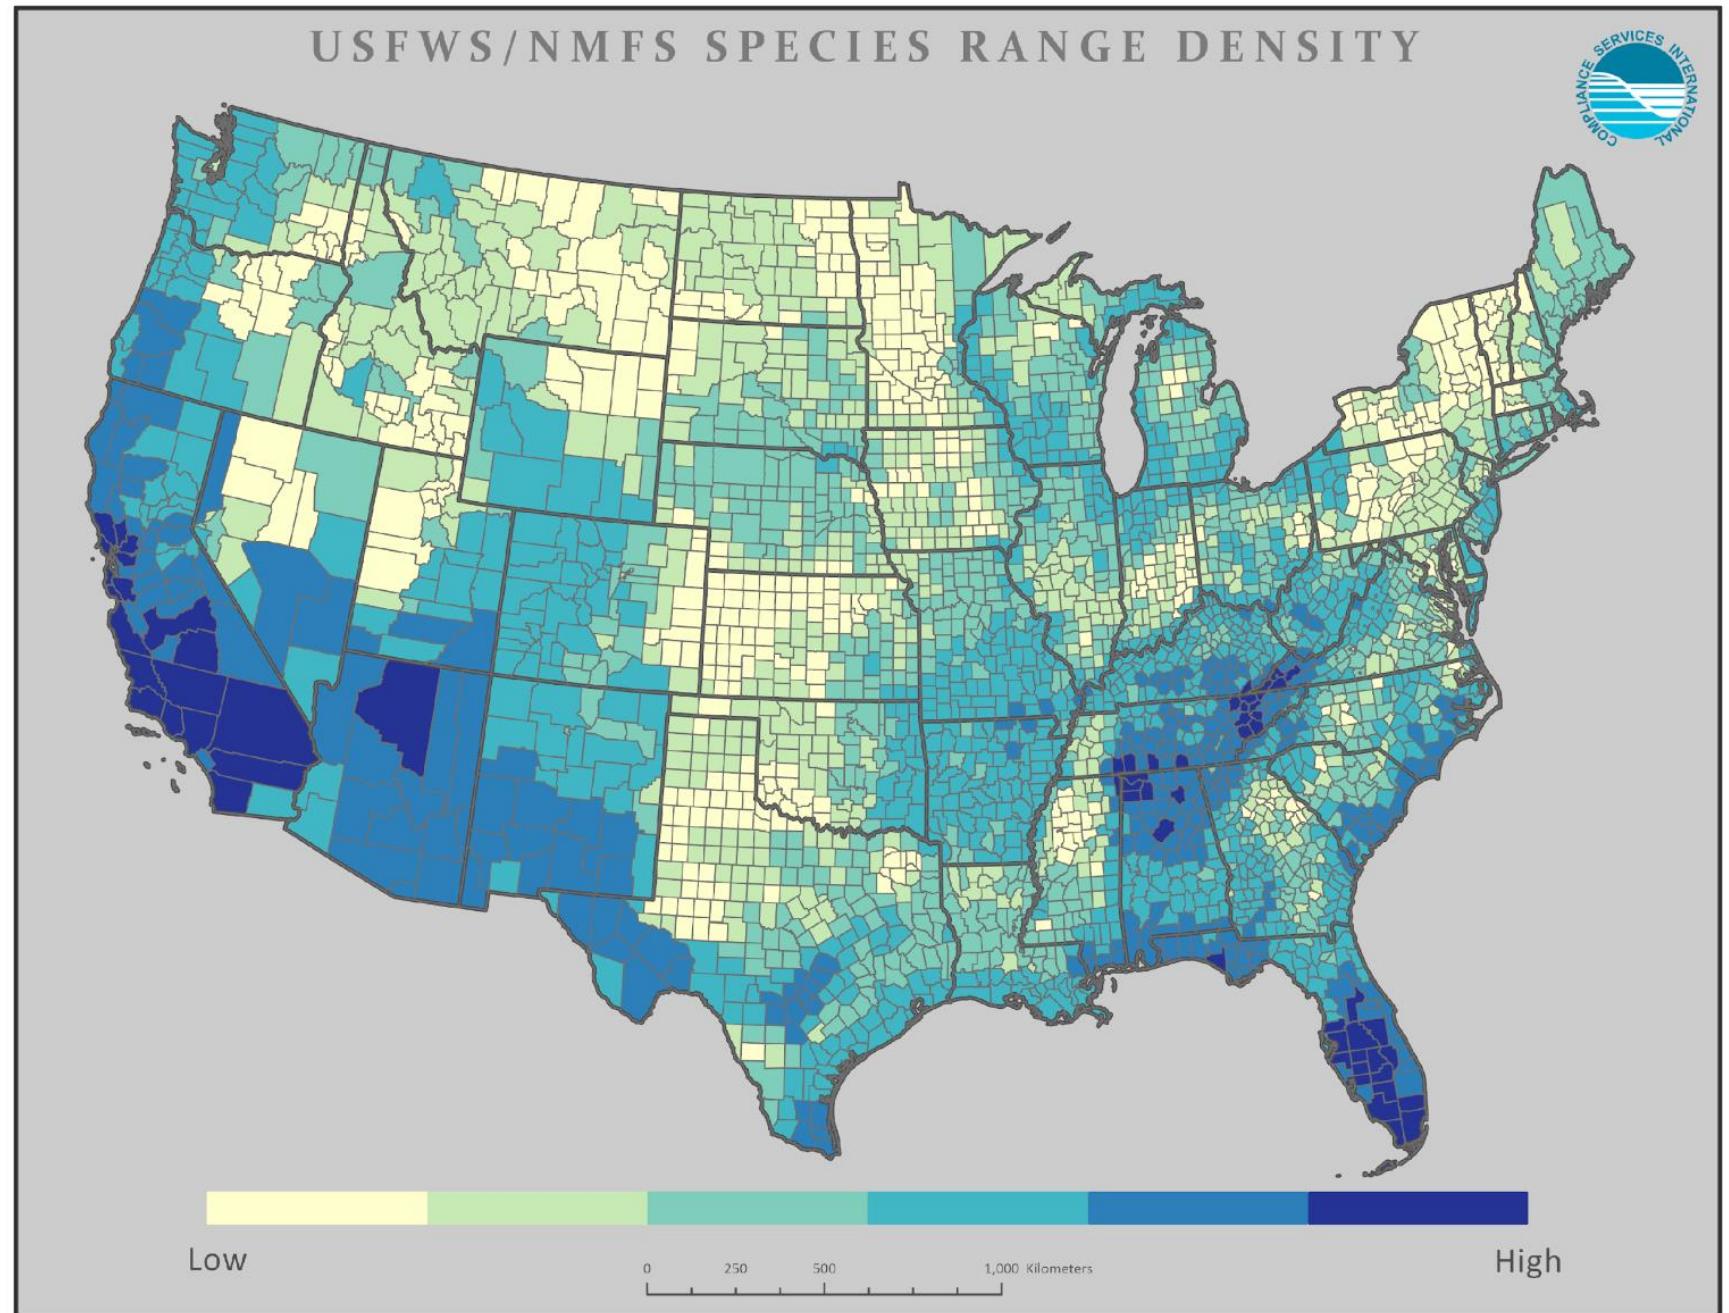 USFWS/NMFS SPECIES RANGE DENSITY
COMPLIANCE SERVICES INTERNATIONAL
Low
High
0 250 500 1,000 Kilometers